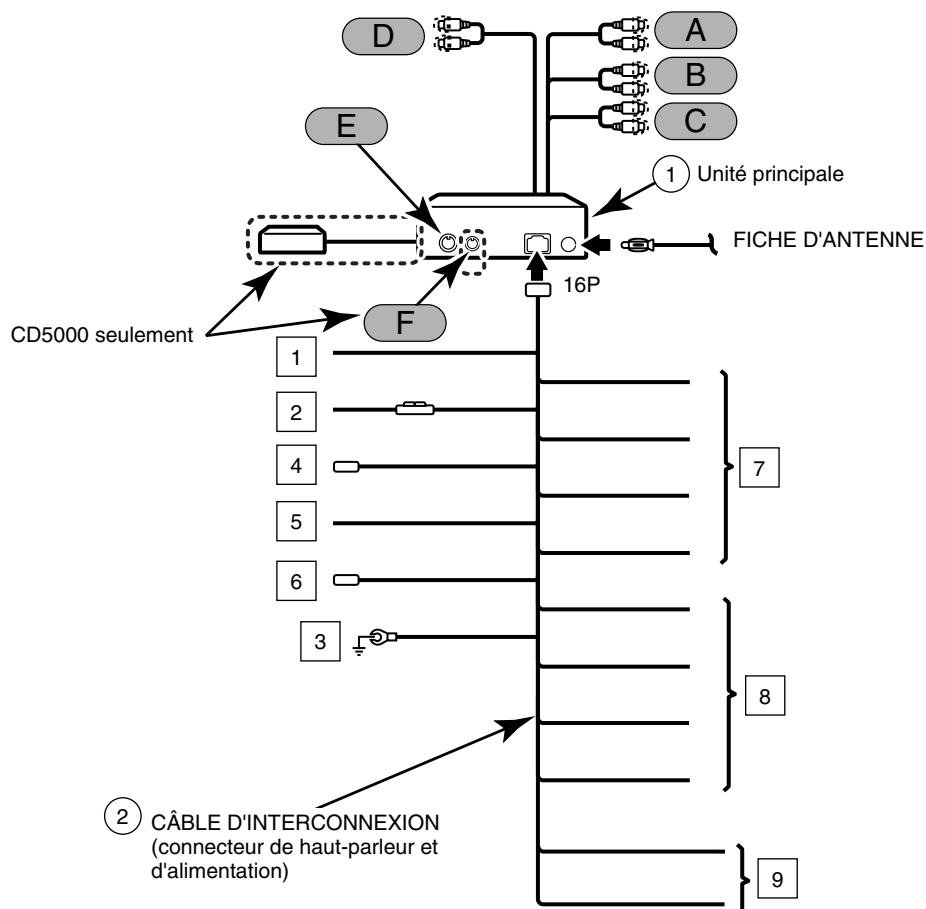 D
A
B
C
E
1 Unité principale
FICHE D'ANTENNE
16P
F
CD5000 seulement
1
2
4
5
6
3
7
8
9
2 CÂBLE D'INTERCONNEXION
(connecteur de haut-parleur et
d'alimentation)